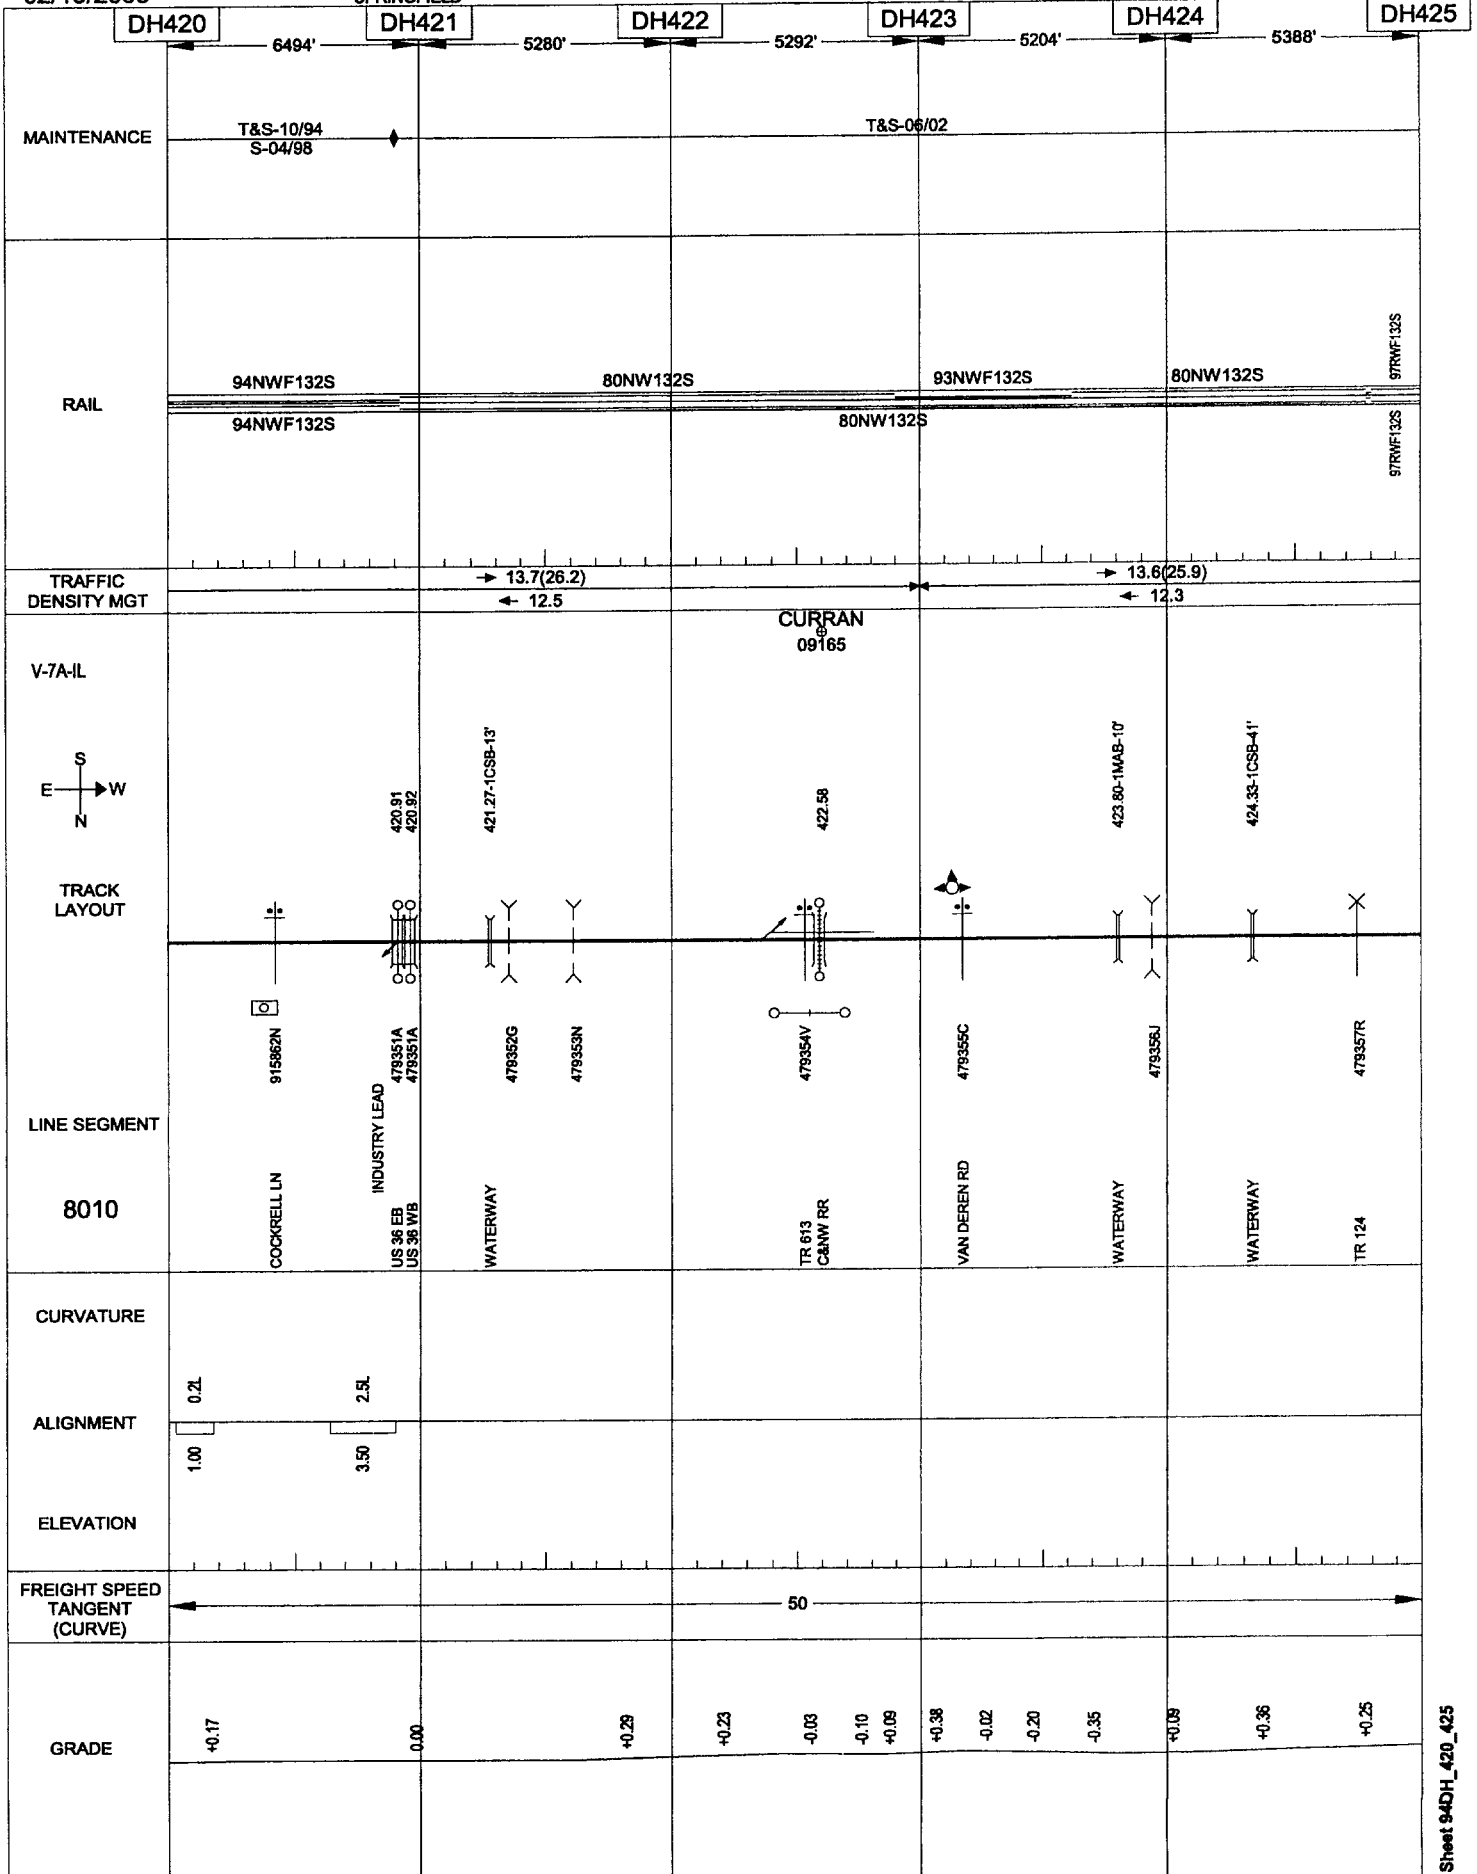 DH420
DH421
DH422
DH423
DH424
DH425
6494'
5280'
5292'
5204'
5388'
MAINTENANCE
T&S-10/94
S-04/98
T&S-06/02
RAIL
94NWF132S
80NW132S
93NWF132S
80NW132S
97RWF132S
94NWF132S
80NW132S
97RWF132S
TRAFFIC
DENSITY MGT
13.7(26.2)
12.5
13.6(25.9)
12.3
CURRAN
09165
V-7A-IL
S
E W
N
420.91
420.92
421.27-1CSB-13'
422.58
423.80-1MAB-10'
424.33-1CSB-41'
TRACK
LAYOUT
915862N
479351A
479351A
479352G
479353N
479354V
479355C
479356J
479357R
LINE SEGMENT
8010
COCKRELL LN
INDUSTRY LEAD
US 36 EB
US 36 WB
WATERWAY
TR 613
C&NW RR
VAN DEREN RD
WATERWAY
WATERWAY
TR 124
CURVATURE
0.2L
2.5L
ALIGNMENT
1.00
3.50
ELEVATION
FREIGHT SPEED
TANGENT
(CURVE)
50
GRADE
+0.17
0.00
+0.29
+0.23
-0.03
-0.10
+0.09
+0.38
-0.02
-0.20
-0.35
+0.09
+0.36
+0.25
Sheet 94DH_420_425